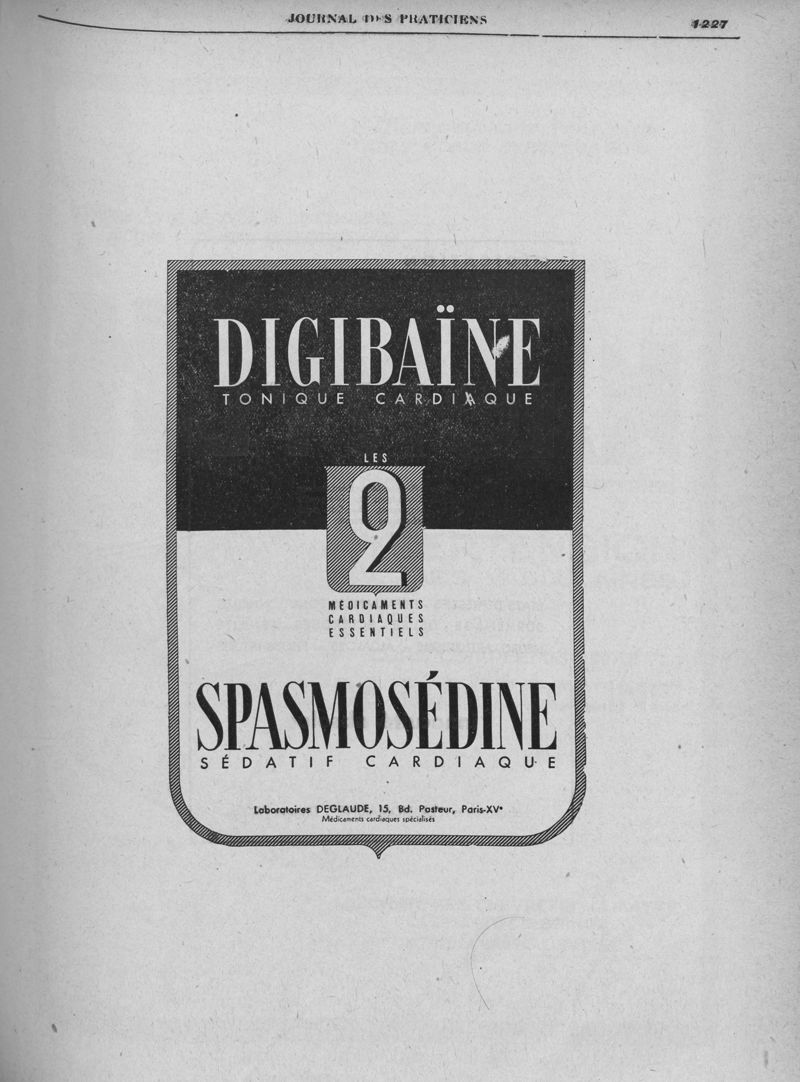 JOURNAL DES PRATICIENS
1227
DIGIBAÏNE
TONIQUE CARDIAQUE
LES
2
MÉDICAMENTS
CARDIAQUES
ESSENTIELS
SPASMOSÉDINE
SÉDATIF CARDIAQUE
Laboratoires DEGLAUDE, 15, Bd. Pasteur, Paris-XVe
Médicaments cardiaques spécialisés